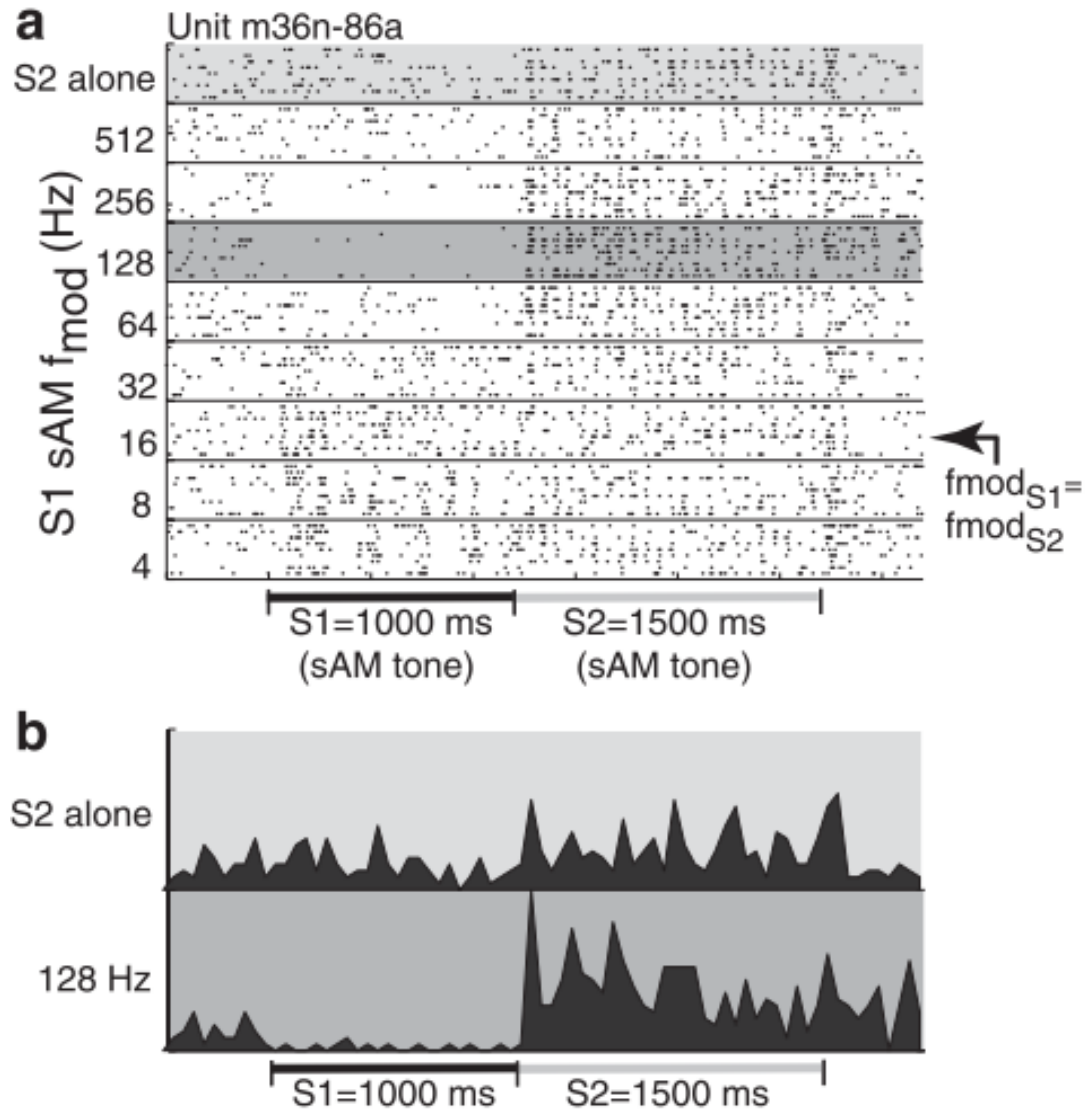 a
Unit m36n-86a
S2 alone
512
256
128
64
32
16
8
4
S1 sAM fmod (Hz)
fmodS1=
fmodS2
S1=1000 ms
(sAM tone)
S2=1500 ms
(sAM tone)
b
S2 alone
128 Hz
S1=1000 ms
S2=1500 ms